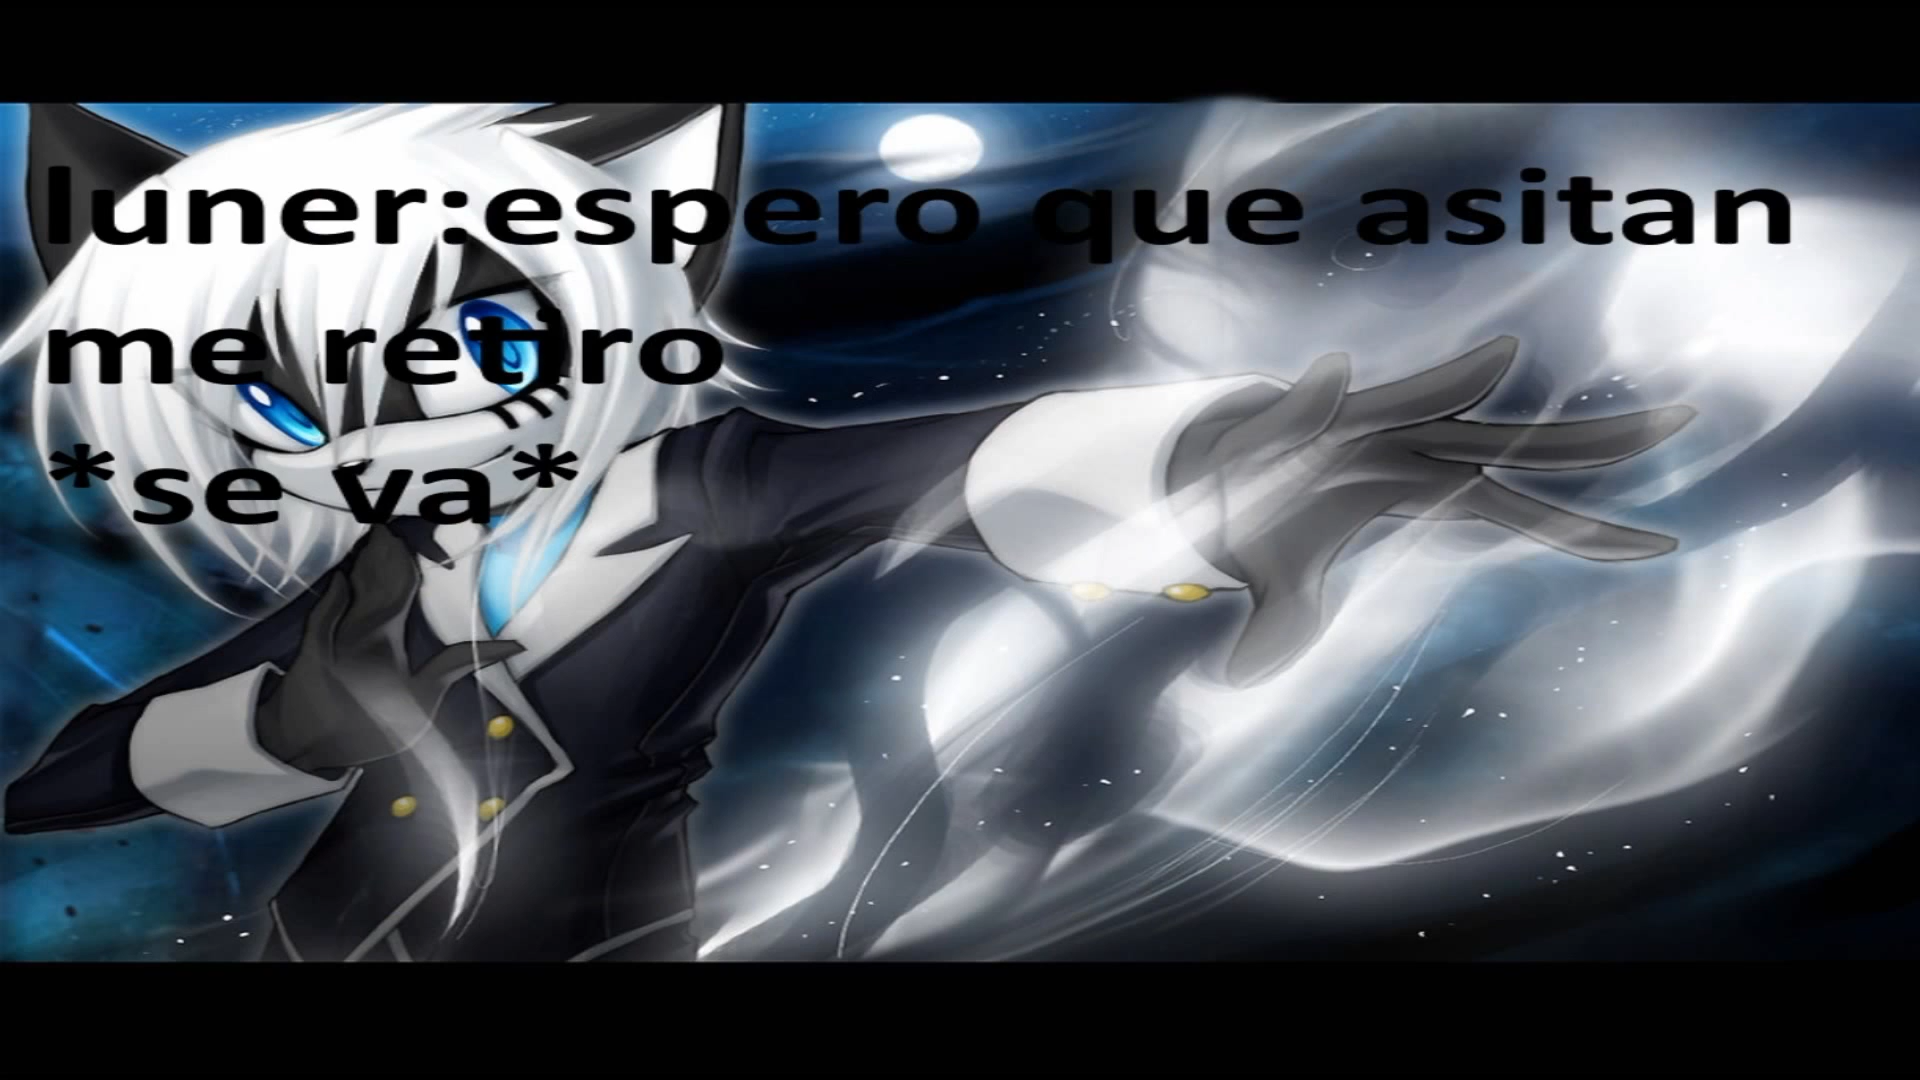 luner:espero que asitan
me retiro
*se va*